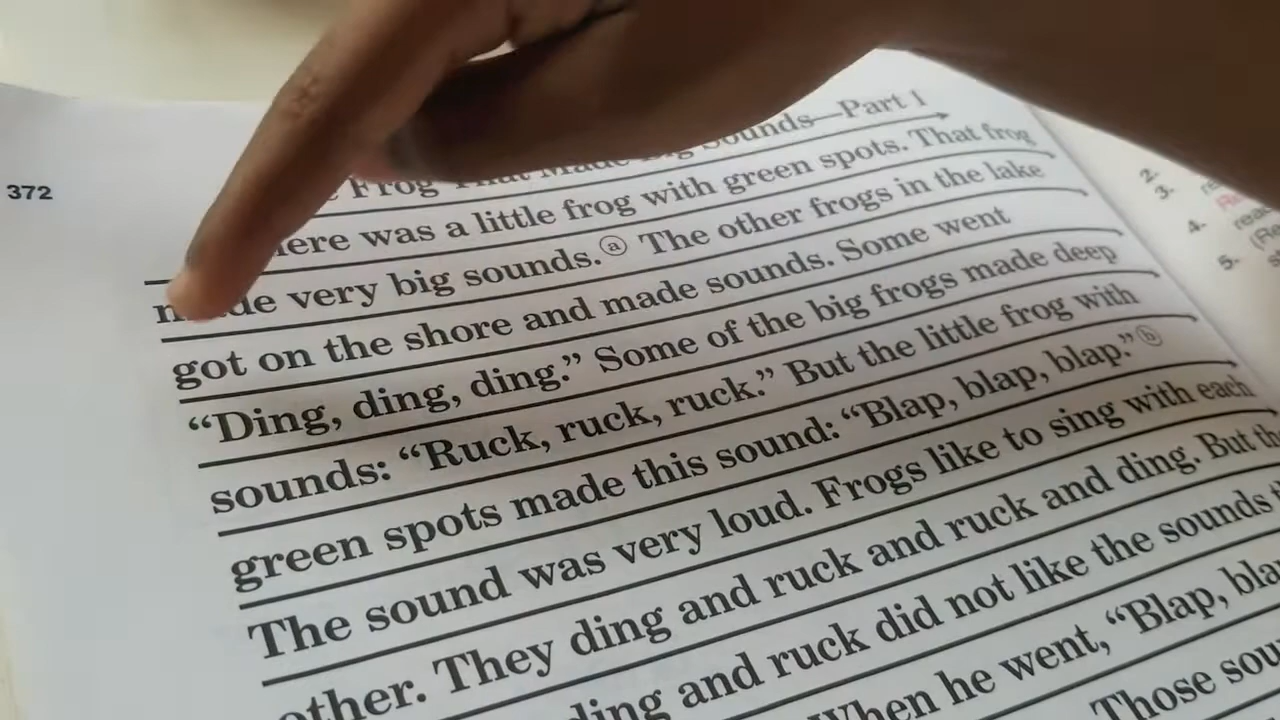 372
Frog That Made Big Sounds—Part 1
was a little frog with green spots. That frog
very big sounds.ⓐ The other frogs in the lake
got on the shore and made sounds. Some went
“Ding, ding, ding.” Some of the big frogs made deep
sounds: “Ruck, ruck, ruck.” But the little frog with
green spots made this sound: “Blap, blap, blap.”ⓑ
The sound was very loud. Frogs like to sing with each
other. They ding and ruck and ruck and ding. But
ding and ruck did not like the sounds
When he went, “Blap,
Those
2.
3.
4.
5.